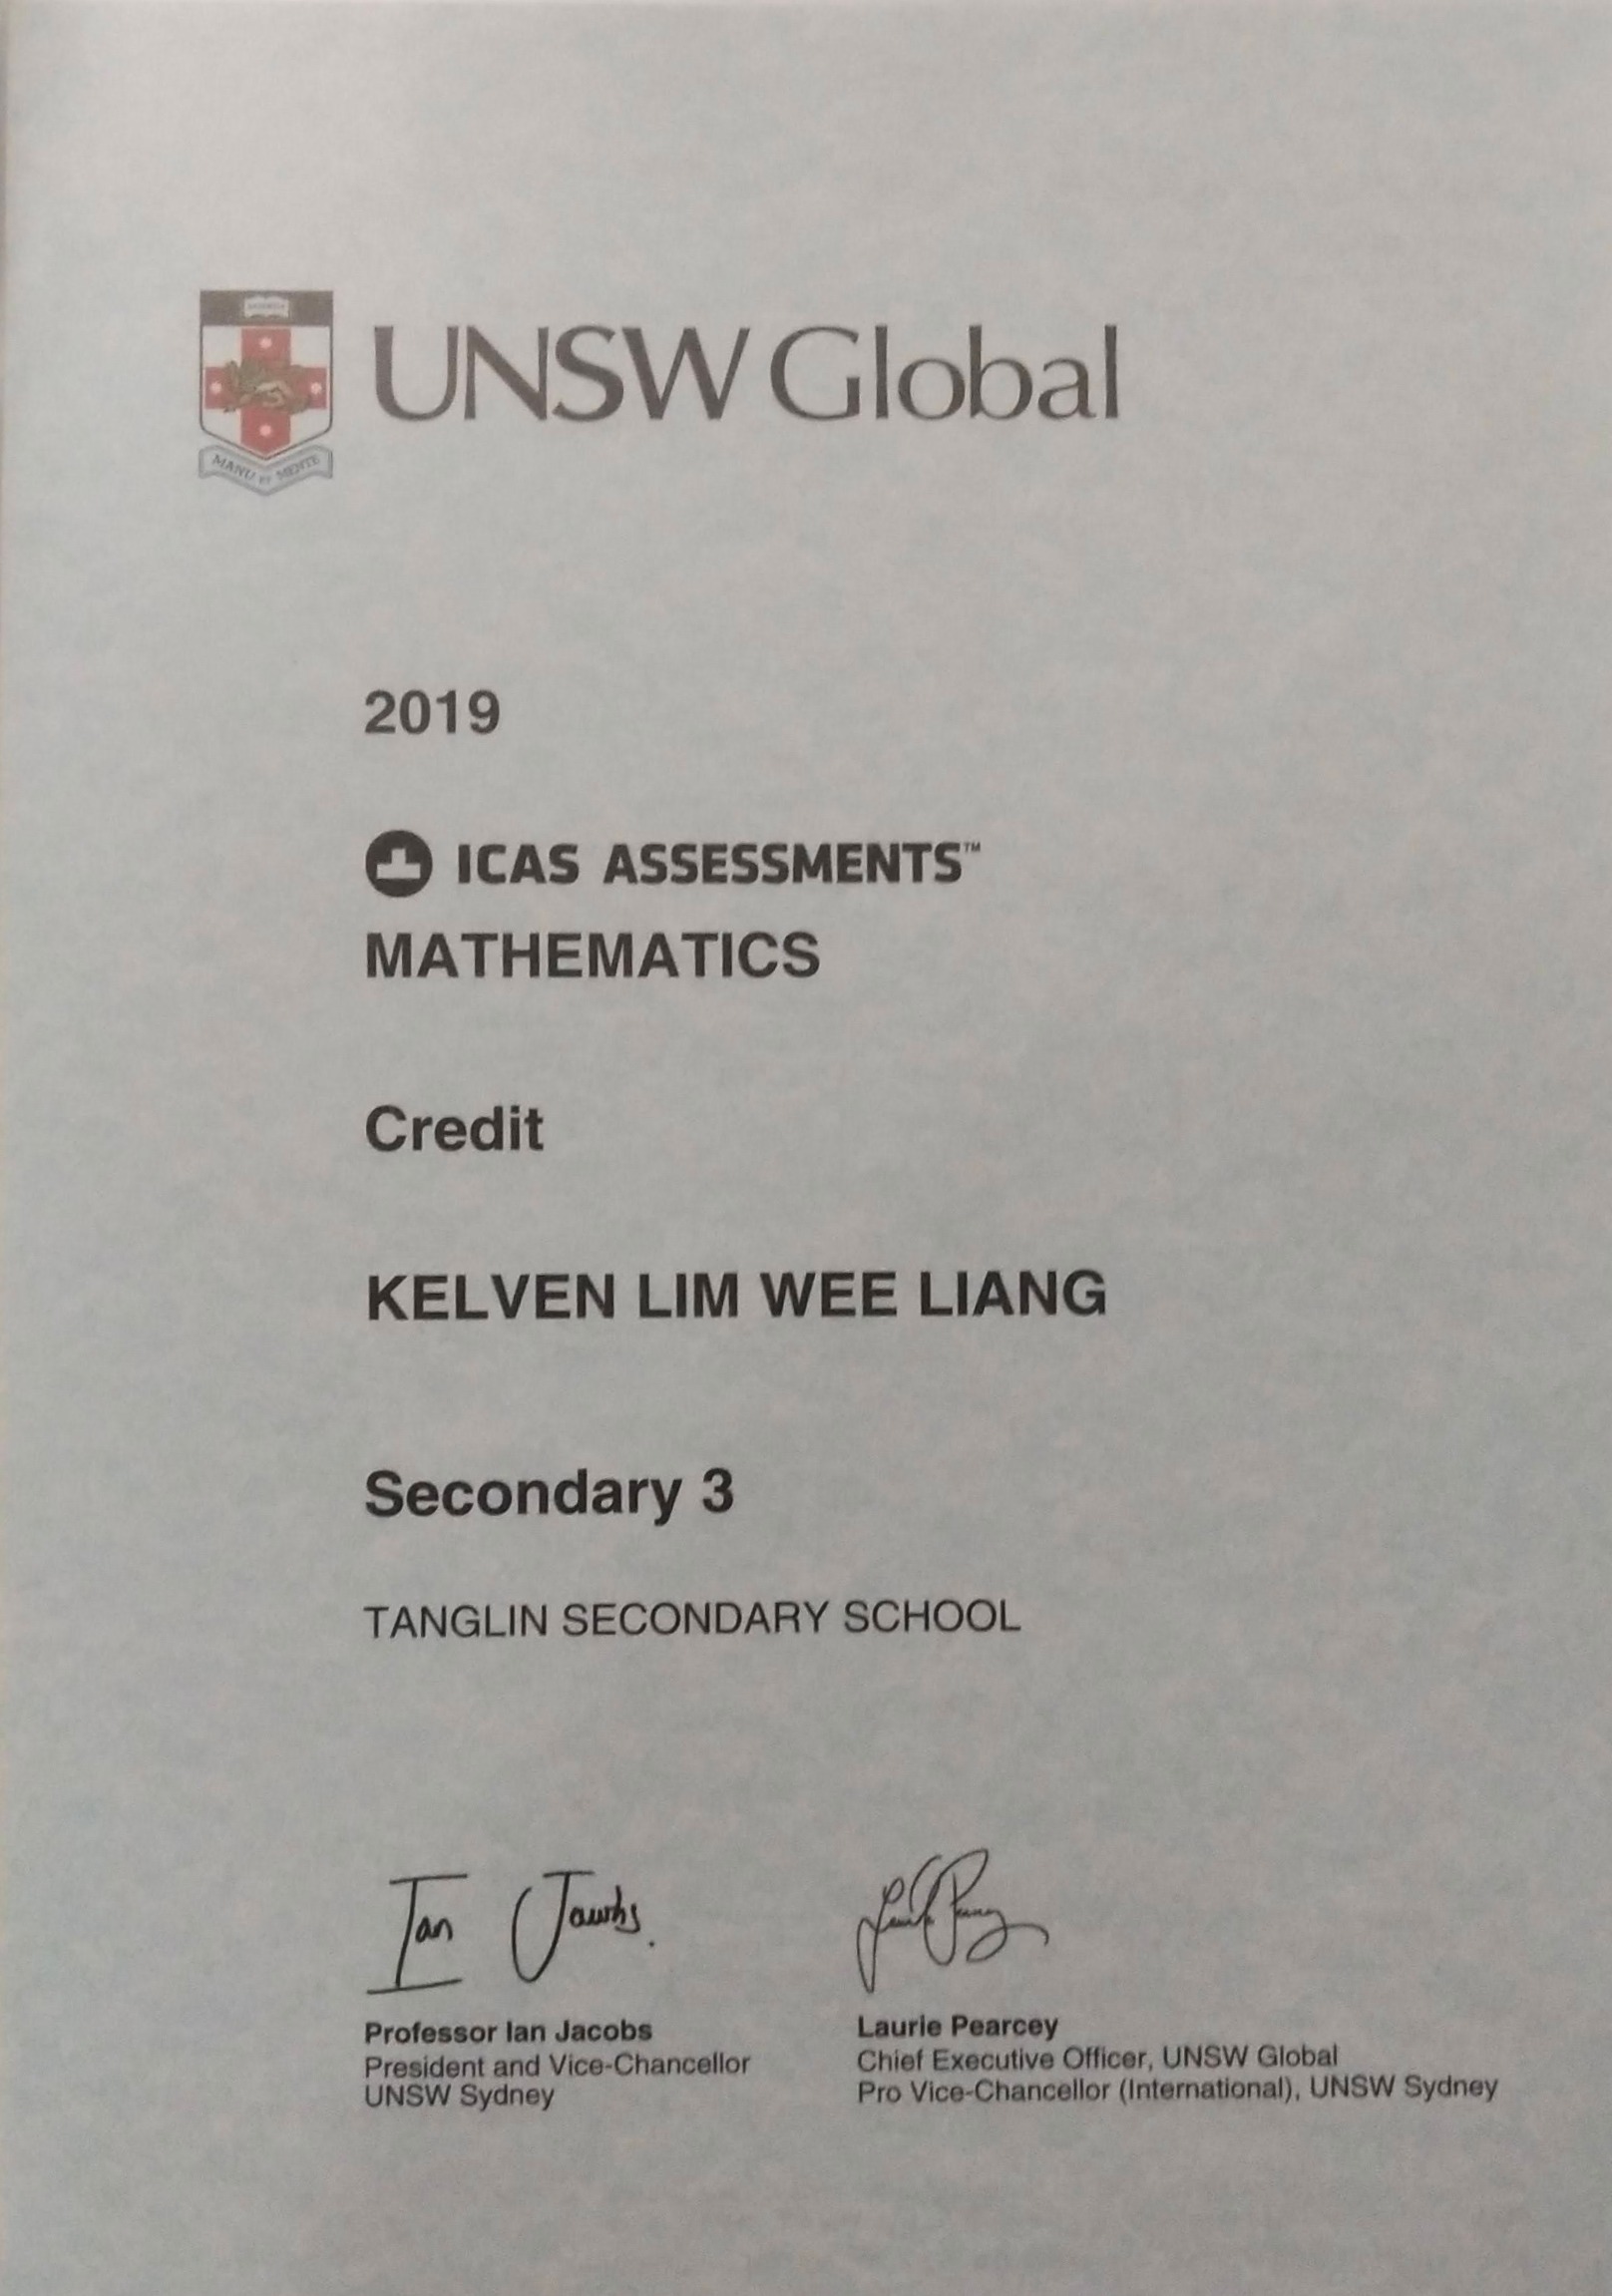 UNSW Global
MANU ET MENTE
2019
ICAS ASSESSMENTS™
MATHEMATICS
Credit
KELVEN LIM WEE LIANG
Secondary 3
TANGLIN SECONDARY SCHOOL
Ian Jacobs.
Professor Ian Jacobs
President and Vice-Chancellor
UNSW Sydney
Laurie Pearcey
Chief Executive Officer, UNSW Global
Pro Vice-Chancellor (International), UNSW Sydney